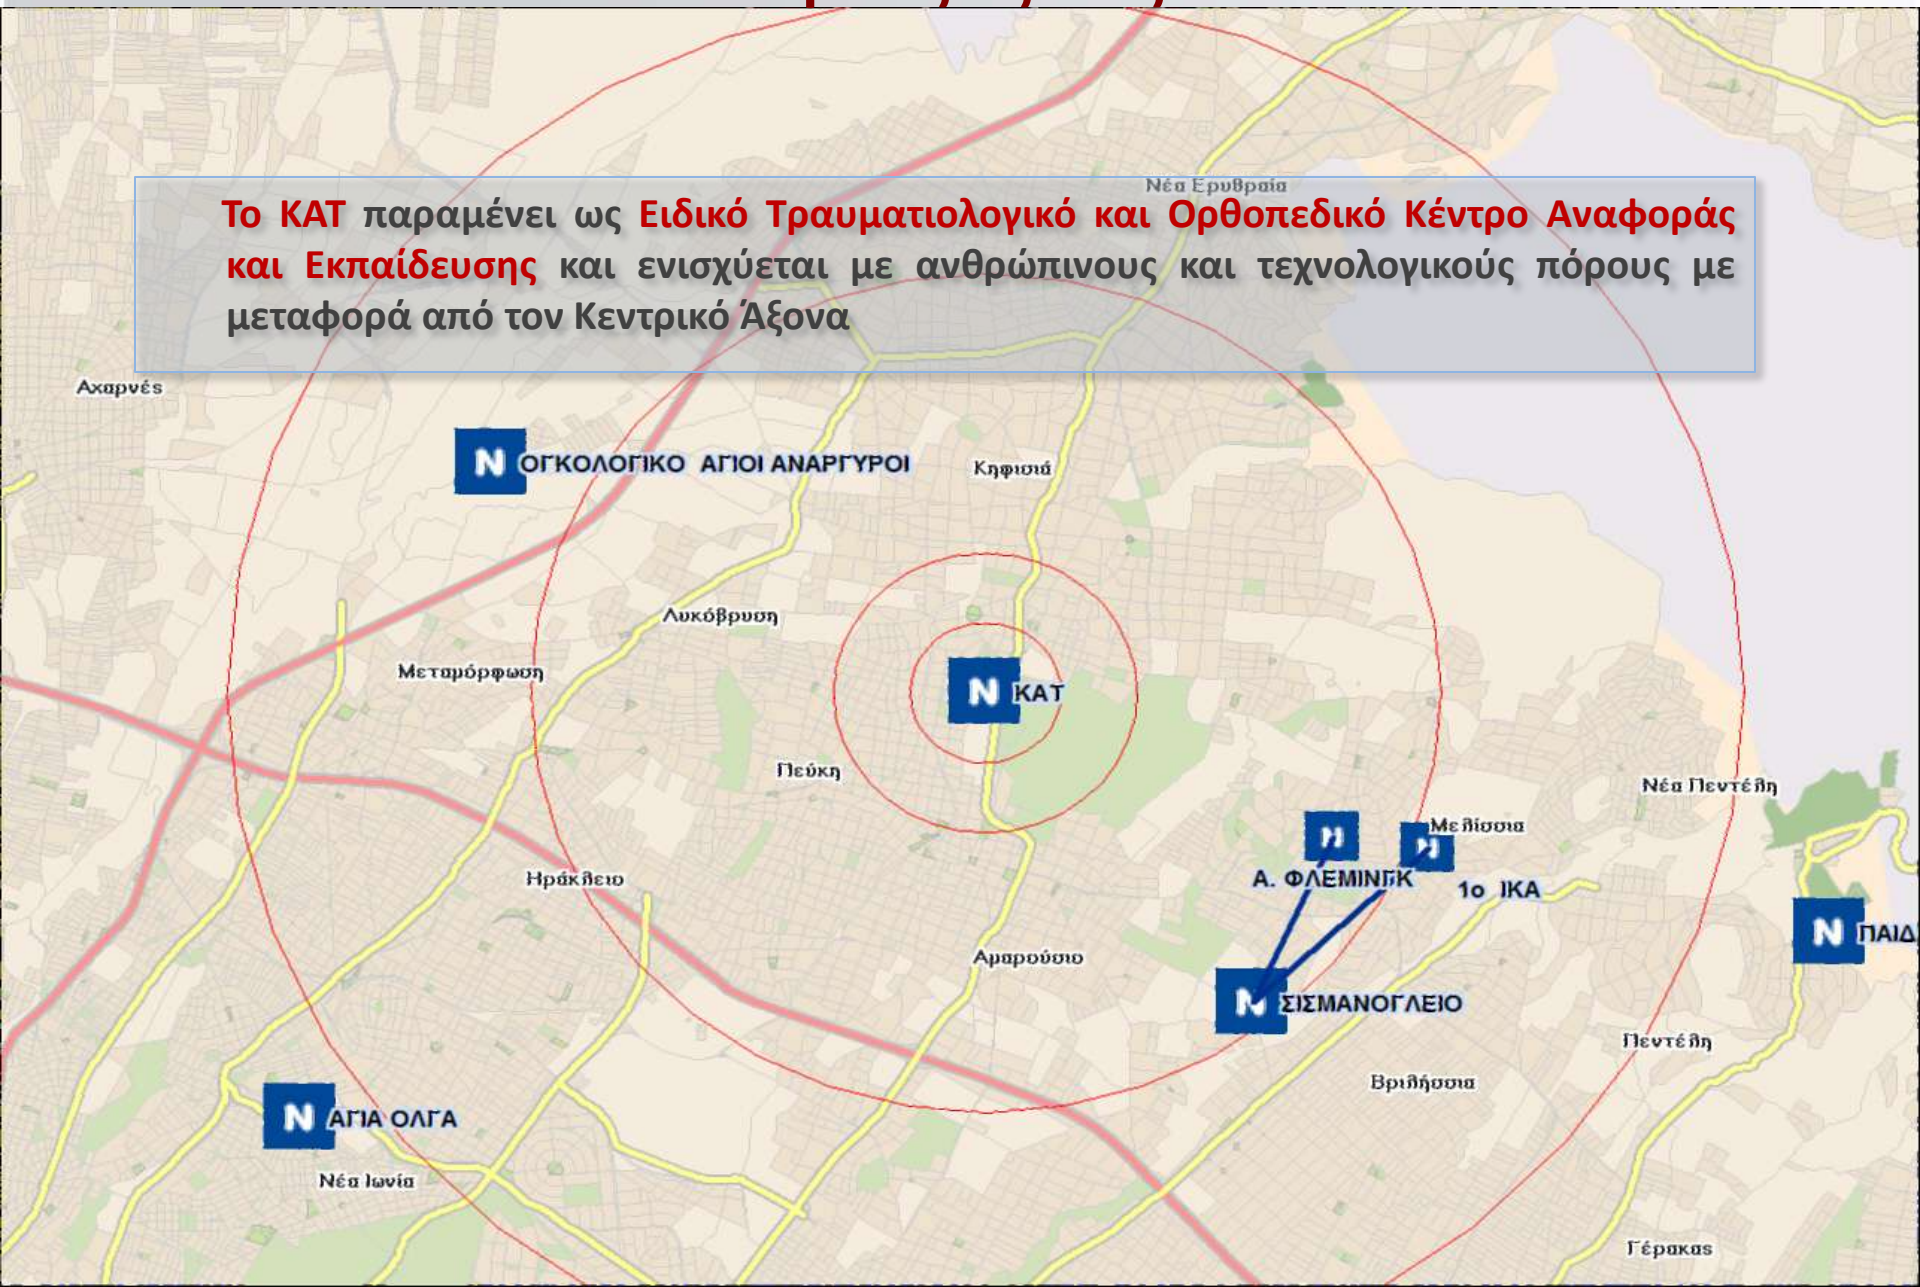 Το ΚΑΤ παραμένει ως Ειδικό Τραυματιολογικό και Ορθοπεδικό Κέντρο Αναφοράς
και Εκπαίδευσης και ενισχύεται με ανθρώπινους και τεχνολογικούς πόρους με
μεταφορά από τον Κεντρικό Άξονα
Νέα Ερυθραία
Αχαρνές
Ν ΟΓΚΟΛΟΓΙΚΟ ΑΓΙΟΙ ΑΝΑΡΓΥΡΟΙ
Κηφισιά
Λυκόβρυση
Μεταμόρφωση
Ν ΚΑΤ
Πεύκη
Νέα Πεντέλη
Ν
Ν
Μελίσσια
Ηράκλειο
Α. ΦΛΕΜΙΝΓΚ
1ο ΙΚΑ
Ν ΠΑΙΔ
Αμαρούσιο
Ν ΣΙΣΜΑΝΟΓΛΕΙΟ
Πεντέλη
Βριλήσσια
Ν ΑΓΙΑ ΟΛΓΑ
Νέα Ιωνία
Γέρακας